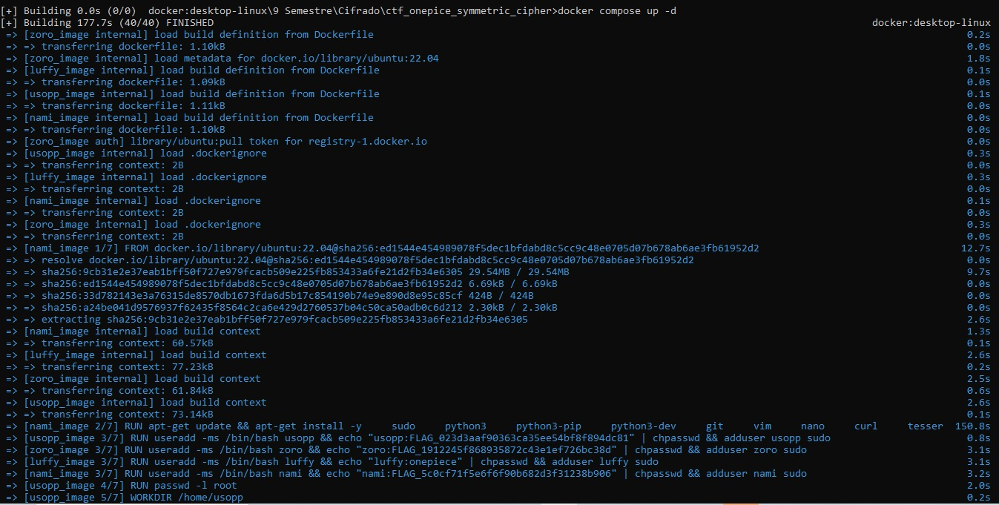 [+] Building 0.0s (0/0)  docker:desktop-linux\9 Semestre\Cifrado\ctf_onepice_symmetric_cipher>docker compose up -d
[+] Building 177.7s (40/40) FINISHED docker:desktop-linux
=> [zoro_image internal] load build definition from Dockerfile 0.2s
=> => transferring dockerfile: 1.10kB 0.0s
=> [zoro_image internal] load metadata for docker.io/library/ubuntu:22.04 1.8s
=> [luffy_image internal] load build definition from Dockerfile 0.1s
=> => transferring dockerfile: 1.09kB 0.0s
=> [usopp_image internal] load build definition from Dockerfile 0.1s
=> => transferring dockerfile: 1.11kB 0.0s
=> [nami_image internal] load build definition from Dockerfile 0.0s
=> => transferring dockerfile: 1.10kB 0.0s
=> [zoro_image auth] library/ubuntu:pull token for registry-1.docker.io 0.0s
=> [usopp_image internal] load .dockerignore 0.3s
=> => transferring context: 2B 0.0s
=> [luffy_image internal] load .dockerignore 0.3s
=> => transferring context: 2B 0.0s
=> [nami_image internal] load .dockerignore 0.1s
=> => transferring context: 2B 0.0s
=> [zoro_image internal] load .dockerignore 0.3s
=> => transferring context: 2B 0.0s
=> [nami_image 1/7] FROM docker.io/library/ubuntu:22.04@sha256:ed1544e454989078f5dec1bfdabd8c5cc9c48e0705d07b678ab6ae3fb61952d2 12.7s
=> => resolve docker.io/library/ubuntu:22.04@sha256:ed1544e454989078f5dec1bfdabd8c5cc9c48e0705d07b678ab6ae3fb61952d2 0.0s
=> => sha256:9cb31e2e37eab1bff50f727e979fcacb509e225fb853433a6fe21d2fb34e6305 29.54MB / 29.54MB 9.7s
=> => sha256:ed1544e454989078f5dec1bfdabd8c5cc9c48e0705d07b678ab6ae3fb61952d2 6.69kB / 6.69kB 0.0s
=> => sha256:33d782143e3a76315de8570db1673fda6d5b17c854190b74e9e890d8e95c85cf 424B / 424B 0.0s
=> => sha256:a24be041d9576937f62435f8564c2ca6e429d2760537b04c50ca50adb0c6d212 2.30kB / 2.30kB 0.0s
=> => extracting sha256:9cb31e2e37eab1bff50f727e979fcacb509e225fb853433a6fe21d2fb34e6305 2.6s
=> [nami_image internal] load build context 1.3s
=> => transferring context: 60.57kB 0.1s
=> [luffy_image internal] load build context 2.6s
=> => transferring context: 77.23kB 0.2s
=> [zoro_image internal] load build context 2.5s
=> => transferring context: 61.84kB 0.6s
=> [usopp_image internal] load build context 2.6s
=> => transferring context: 73.14kB 0.1s
=> [nami_image 2/7] RUN apt-get update && apt-get install -y     sudo     python3     python3-pip     python3-dev     git     vim     nano     curl     tesser 150.8s
=> [usopp_image 3/7] RUN useradd -ms /bin/bash usopp && echo "usopp:FLAG_023d3aaf90363ca35ee54bf8f894dc81" | chpasswd && adduser usopp sudo 0.8s
=> [zoro_image 3/7] RUN useradd -ms /bin/bash zoro && echo "zoro:FLAG_1912245f868935872c43e1ef726bc38d" | chpasswd && adduser zoro sudo 3.1s
=> [luffy_image 3/7] RUN useradd -ms /bin/bash luffy && echo "luffy:onepiece" | chpasswd && adduser luffy sudo 3.1s
=> [nami_image 3/7] RUN useradd -ms /bin/bash nami && echo "nami:FLAG_5c0cf71f5e6f6f90b682d3f31238b906" | chpasswd && adduser nami sudo 3.2s
=> [usopp_image 4/7] RUN passwd -l root 2.0s
=> [usopp_image 5/7] WORKDIR /home/usopp 0.2s